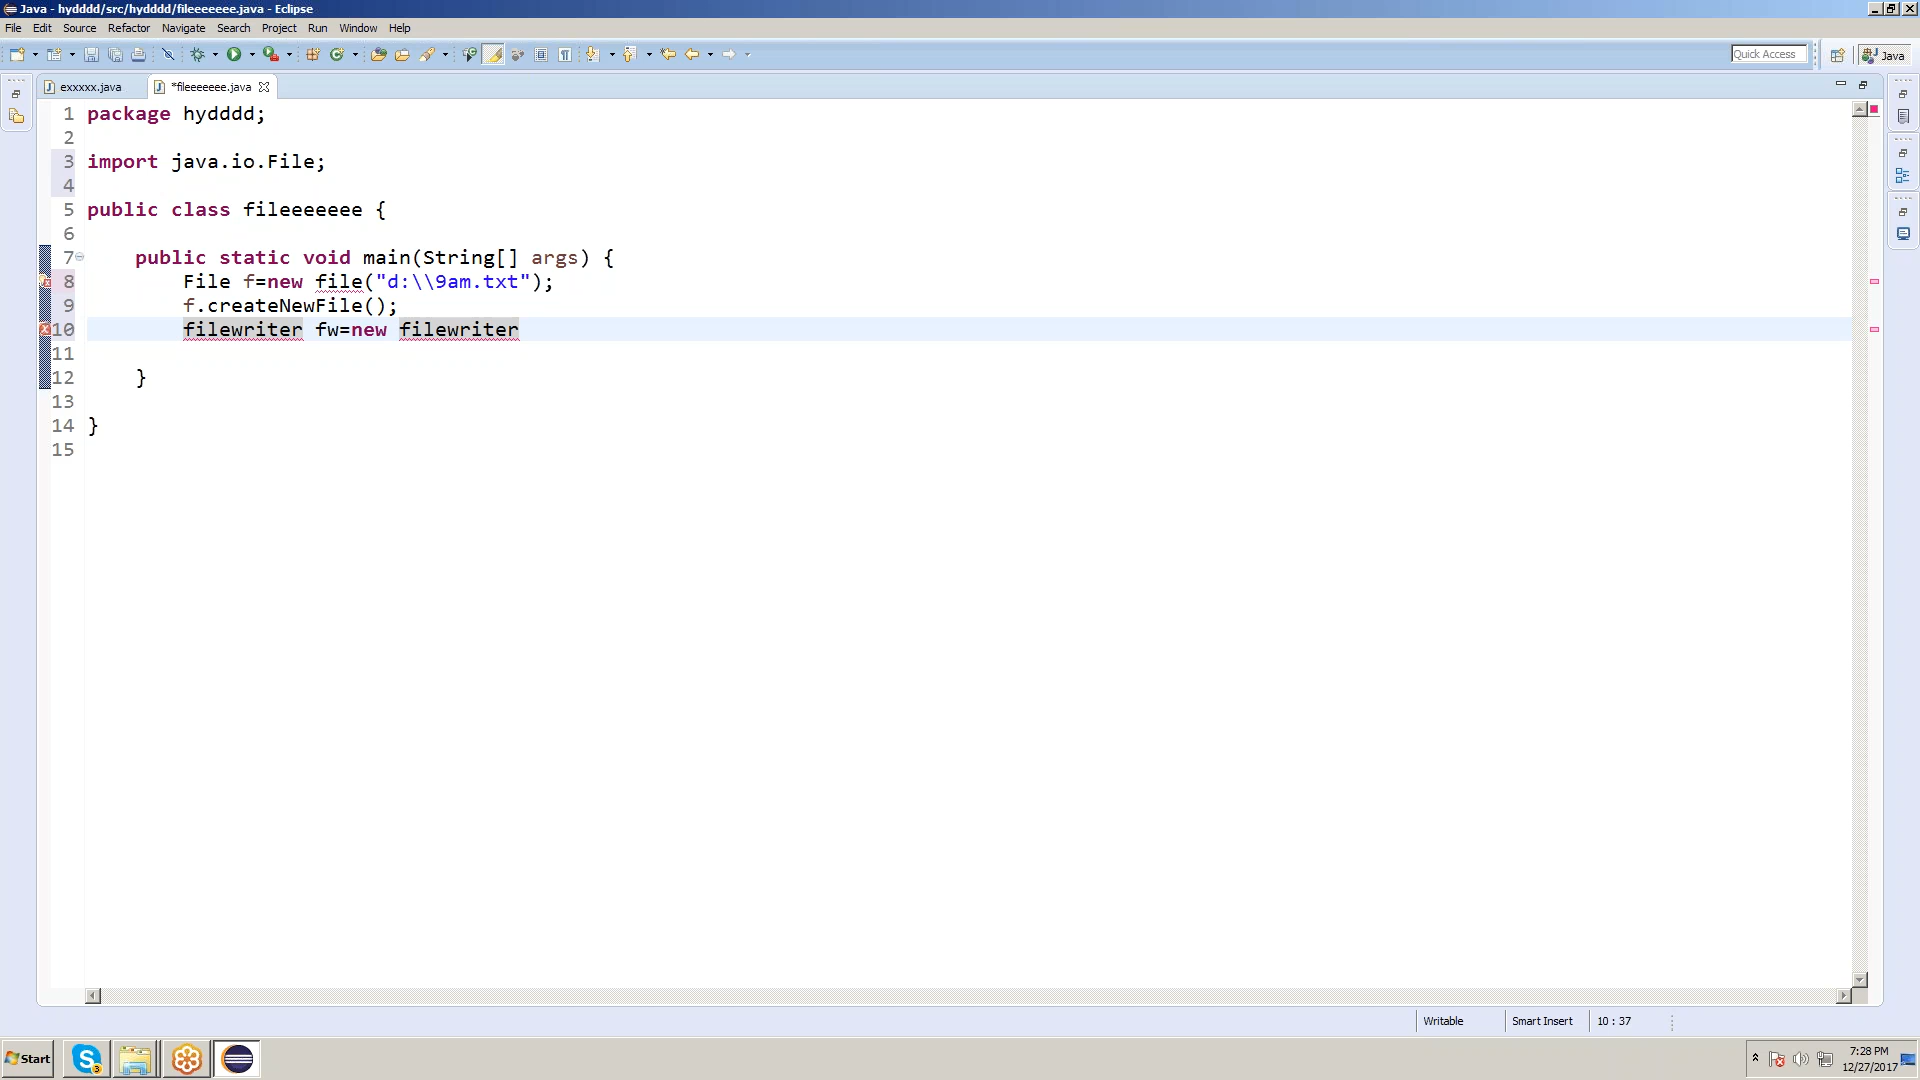 Java - hydddd/src/hydddd/fileeeeeee.java - Eclipse
File Edit Source Refactor Navigate Search Project Run Window Help
Quick Access
Java
exxxxx.java
*fileeeeeee.java
1 package hydddd;
2
3 import java.io.File;
4
5 public class fileeeeeee {
6
7 public static void main(String[] args) {
8 File f=new file("d:\\9am.txt");
9 f.createNewFile();
10 filewriter fw=new filewriter
11
12 }
13
14 }
15
Writable Smart Insert 10 : 37
Start
3
7:28 PM
12/27/2017